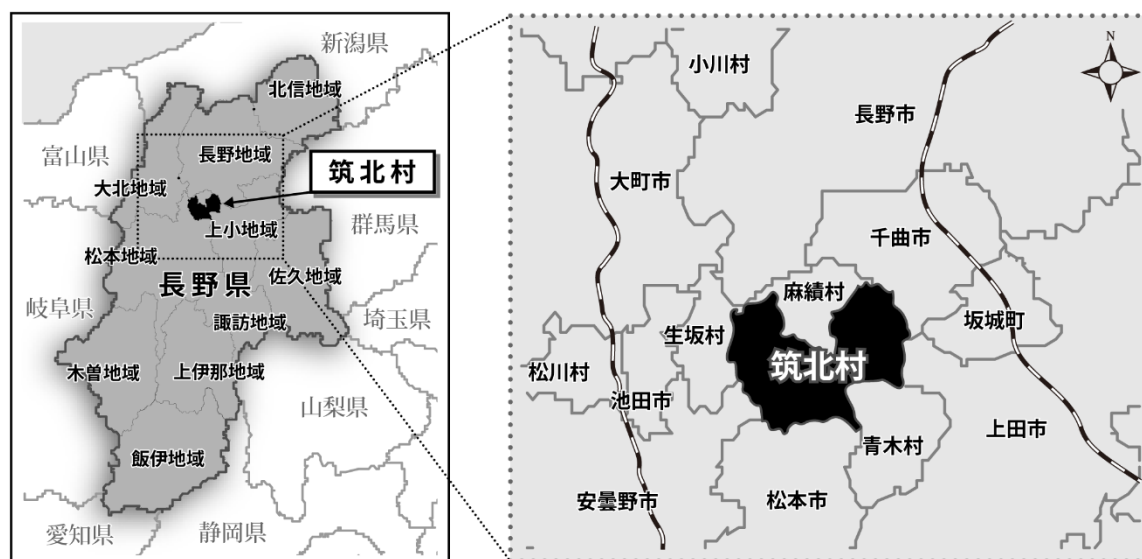 新潟県
北信地域
富山県
長野地域
筑北村
大北地域
上小地域
群馬県
松本地域
佐久地域
長野県
岐阜県
諏訪地域
埼玉県
木曽地域
上伊那地域
山梨県
飯伊地域
愛知県
静岡県
N
小川村
長野市
大町市
千曲市
麻績村
坂城町
生坂村
筑北村
松川村
池田市
青木村
上田市
安曇野市
松本市